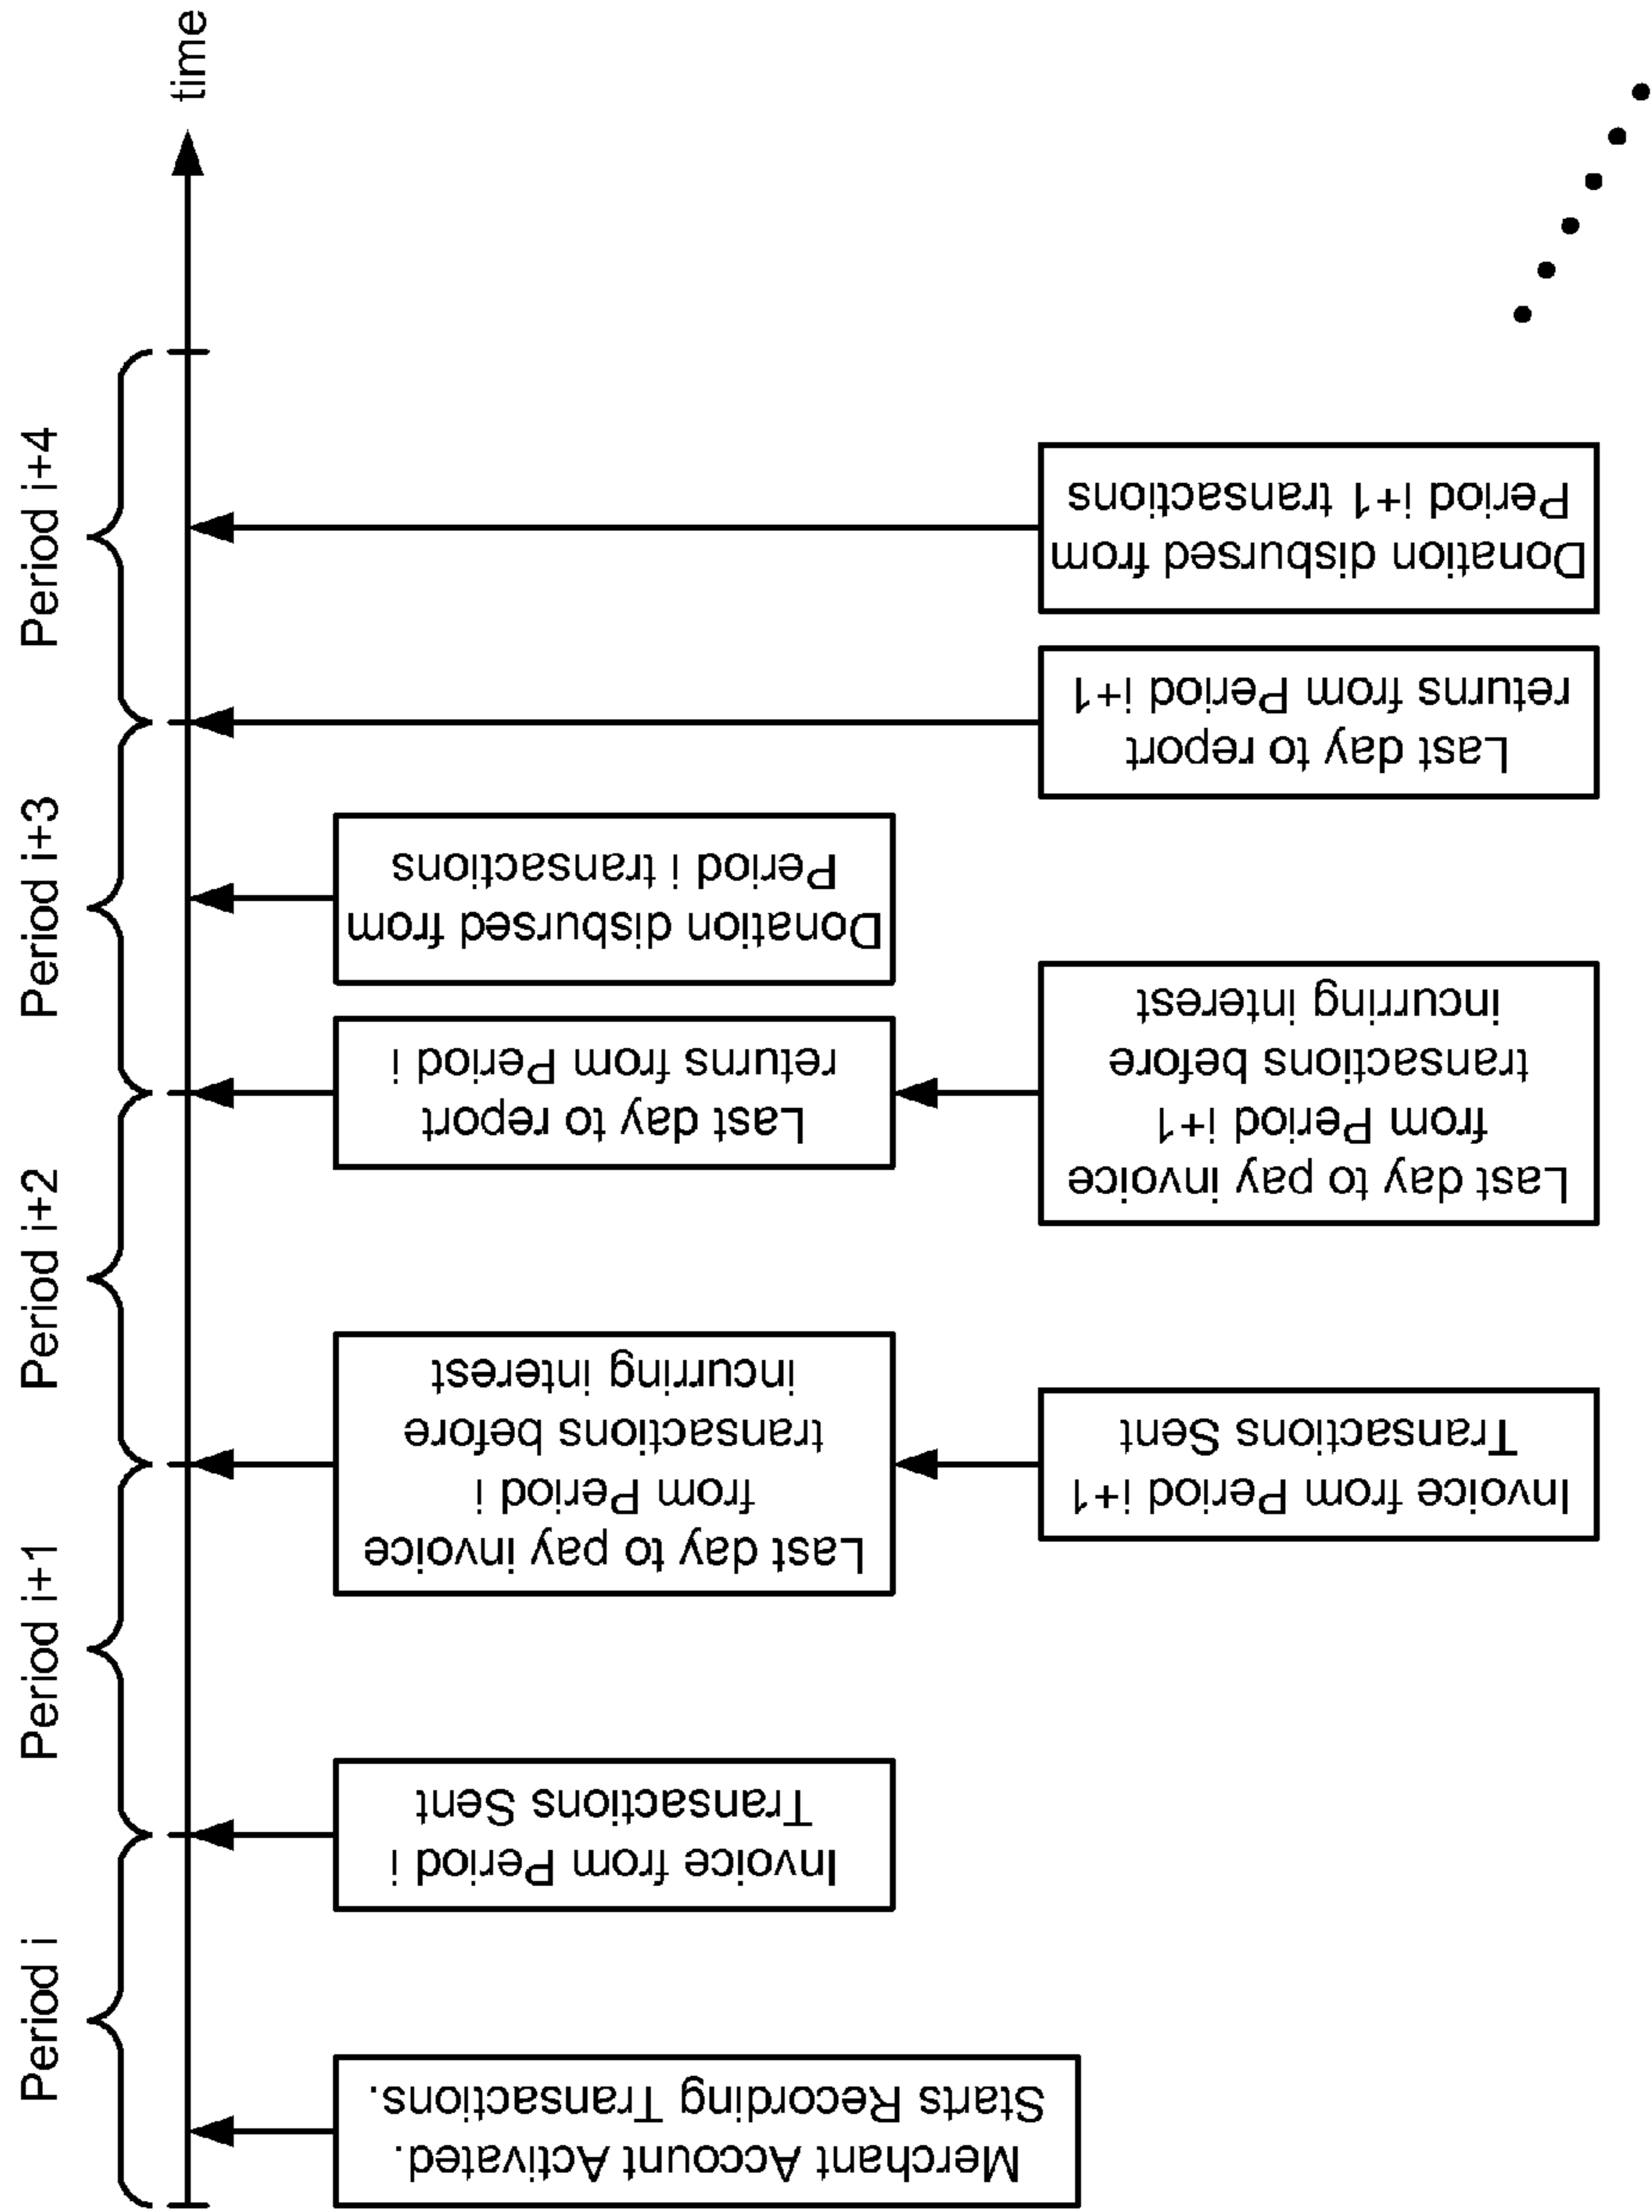 Period i
Period i+1
Period i+2
Period i+3
Period i+4
time
Merchant Account Activated.
Starts Recording Transactions.
Invoice from Period i
Transactions Sent
Last day to pay invoice
from Period i
transactions before
incurring interest
Last day to report
returns from Period i
Donation disbursed from
Period i transactions
Invoice from Period i+1
Transactions Sent
Last day to pay invoice
from Period i+1
transactions before
incurring interest
Last day to report
returns from Period i+1
Donation disbursed from
Period i+1 transactions